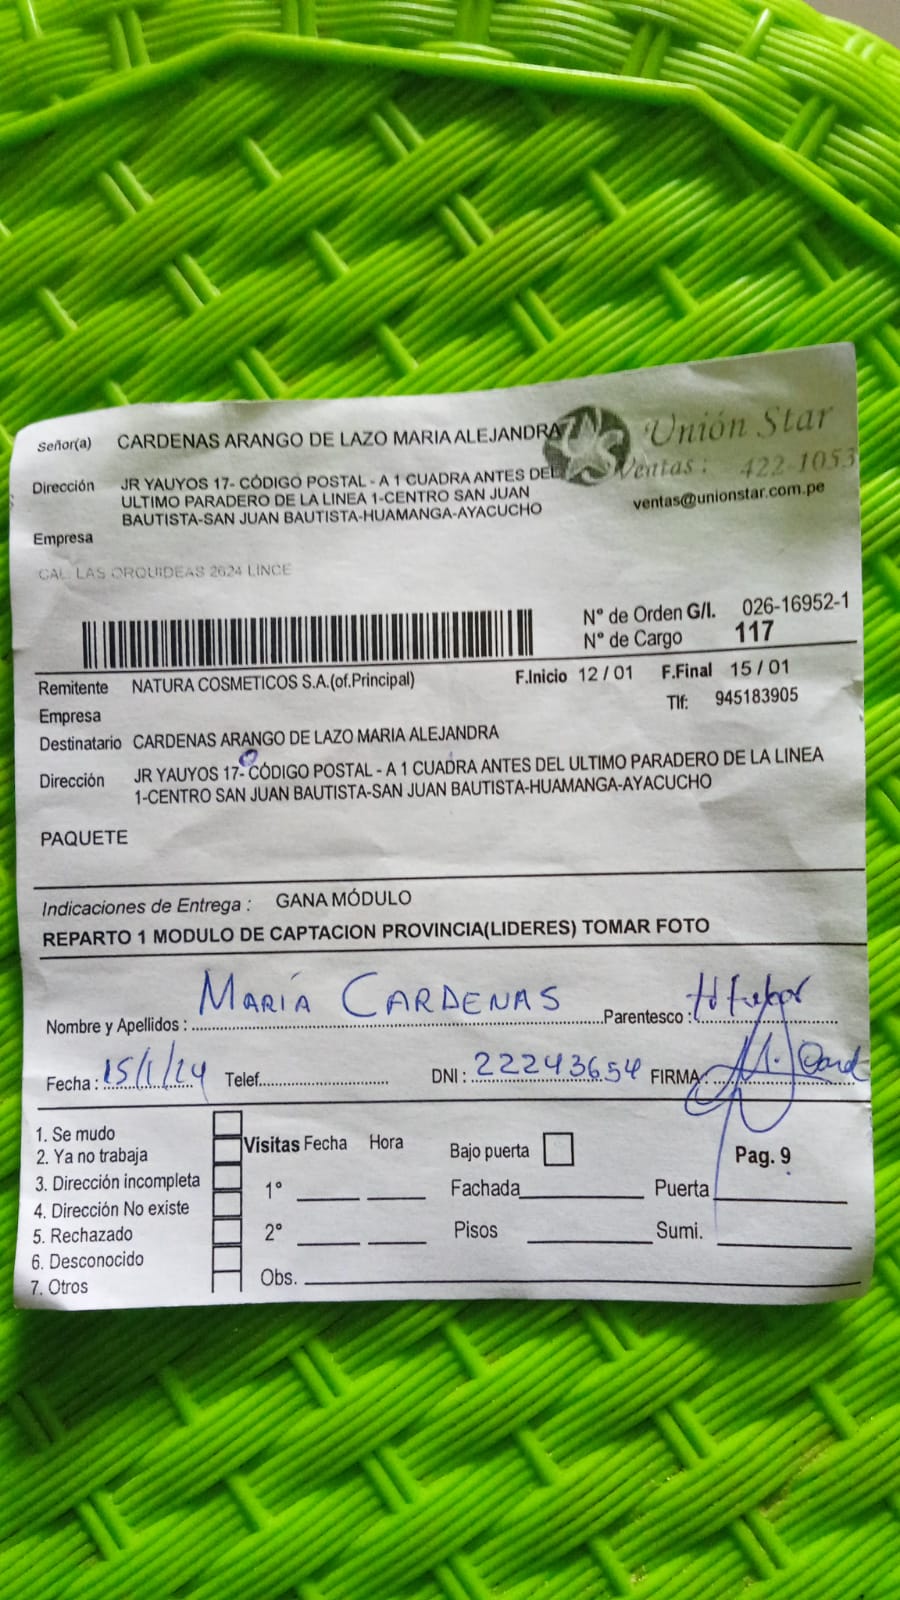 Señor(a) CARDENAS ARANGO DE LAZO MARIA ALEJANDRA
Unión Star
Ventas: 422-1053
ventas@unionstar.com.pe
Dirección JR YAUYOS 17- CÓDIGO POSTAL - A 1 CUADRA ANTES DEL
ULTIMO PARADERO DE LA LINEA 1-CENTRO SAN JUAN
BAUTISTA-SAN JUAN BAUTISTA-HUAMANGA-AYACUCHO
Empresa
CAL. LAS ORQUIDEAS 2624 LINCE
N° de Orden G/I. 026-16952-1
N° de Cargo 117
Remitente NATURA COSMETICOS S.A.(of.Principal) F.Inicio 12 / 01 F.Final 15 / 01
Empresa Tlf: 945183905
Destinatario CARDENAS ARANGO DE LAZO MARIA ALEJANDRA
Dirección JR YAUYOS 17- CÓDIGO POSTAL - A 1 CUADRA ANTES DEL ULTIMO PARADERO DE LA LINEA
1-CENTRO SAN JUAN BAUTISTA-SAN JUAN BAUTISTA-HUAMANGA-AYACUCHO
PAQUETE
Indicaciones de Entrega : GANA MÓDULO
REPARTO 1 MODULO DE CAPTACION PROVINCIA(LIDERES) TOMAR FOTO
Nombre y Apellidos : MARÍA CARDENAS Parentesco :
Fecha : 15/1/24 Telef. DNI : 22243654 FIRMA :
1. Se mudo
2. Ya no trabaja
3. Dirección incompleta
4. Dirección No existe
5. Rechazado
6. Desconocido
7. Otros
Visitas Fecha Hora
1°
2°
Obs.
Bajo puerta Pag. 9
Fachada Puerta
Pisos Sumi.